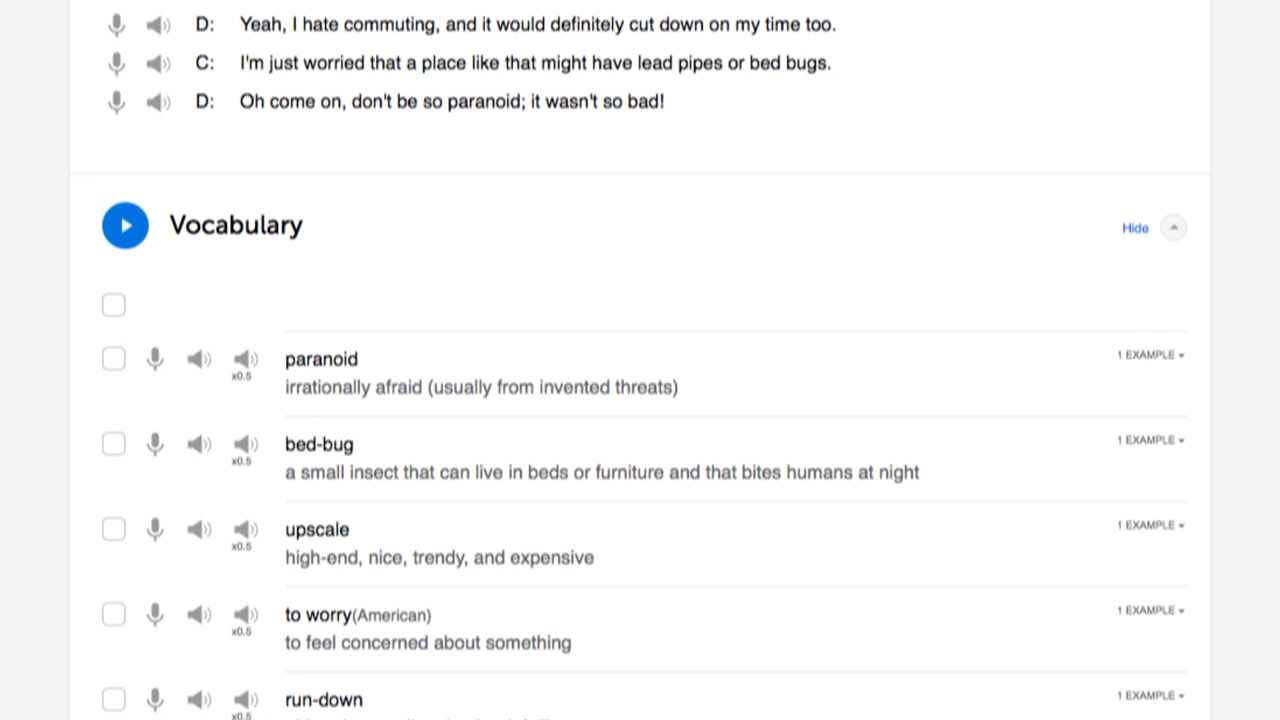 D: Yeah, I hate commuting, and it would definitely cut down on my time too.
C: I'm just worried that a place like that might have lead pipes or bed bugs.
D: Oh come on, don't be so paranoid; it wasn't so bad!
Vocabulary
Hide
paranoid
1 EXAMPLE
x0.5
irrationally afraid (usually from invented threats)
bed-bug
1 EXAMPLE
x0.5
a small insect that can live in beds or furniture and that bites humans at night
upscale
1 EXAMPLE
x0.5
high-end, nice, trendy, and expensive
to worry(American)
1 EXAMPLE
x0.5
to feel concerned about something
run-down
1 EXAMPLE
x0.5